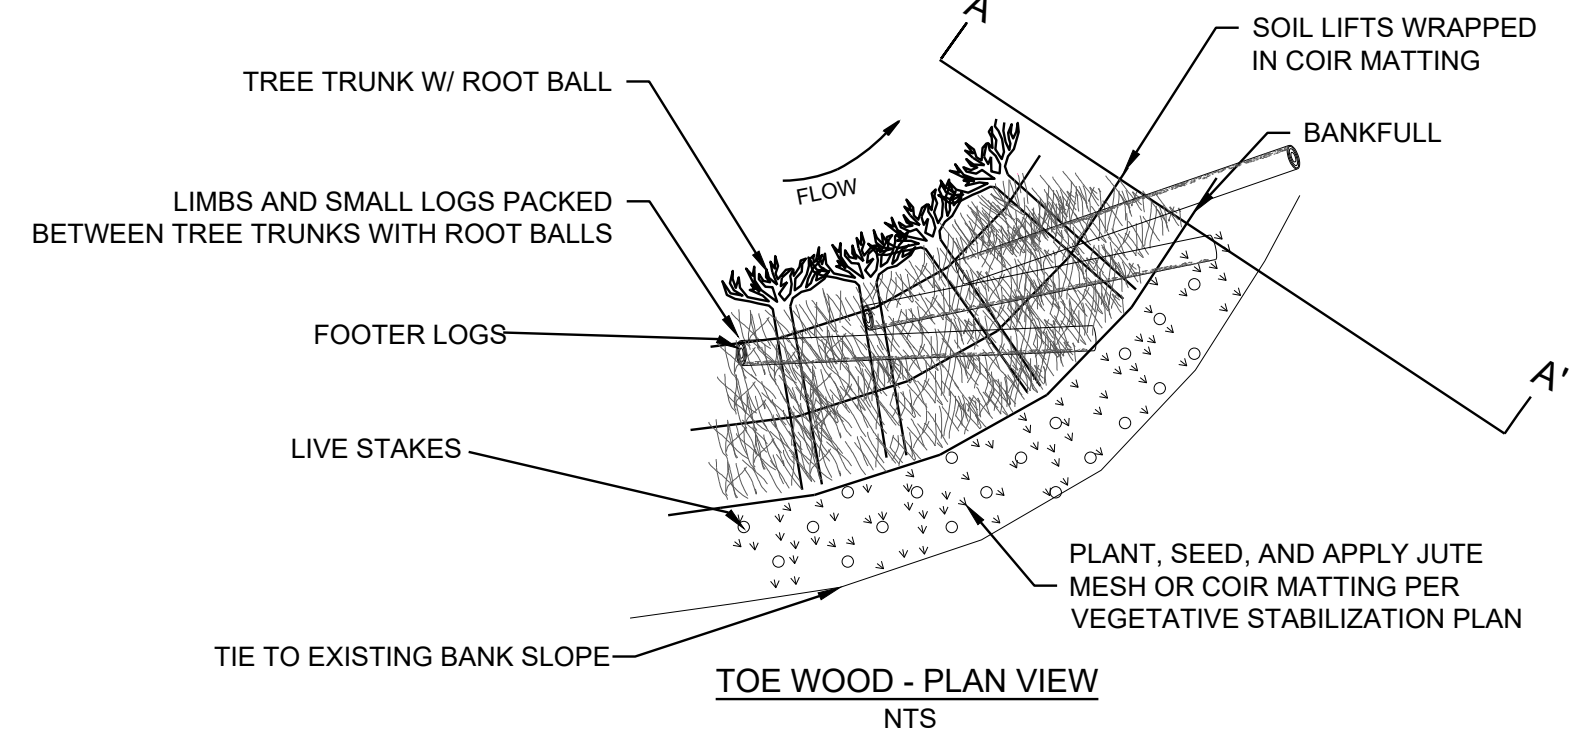 A
SOIL LIFTS WRAPPED
IN COIR MATTING
TREE TRUNK W/ ROOT BALL
BANKFULL
FLOW
LIMBS AND SMALL LOGS PACKED
BETWEEN TREE TRUNKS WITH ROOT BALLS
FOOTER LOGS
A'
LIVE STAKES
PLANT, SEED, AND APPLY JUTE
MESH OR COIR MATTING PER
VEGETATIVE STABILIZATION PLAN
TIE TO EXISTING BANK SLOPE
TOE WOOD - PLAN VIEW
NTS